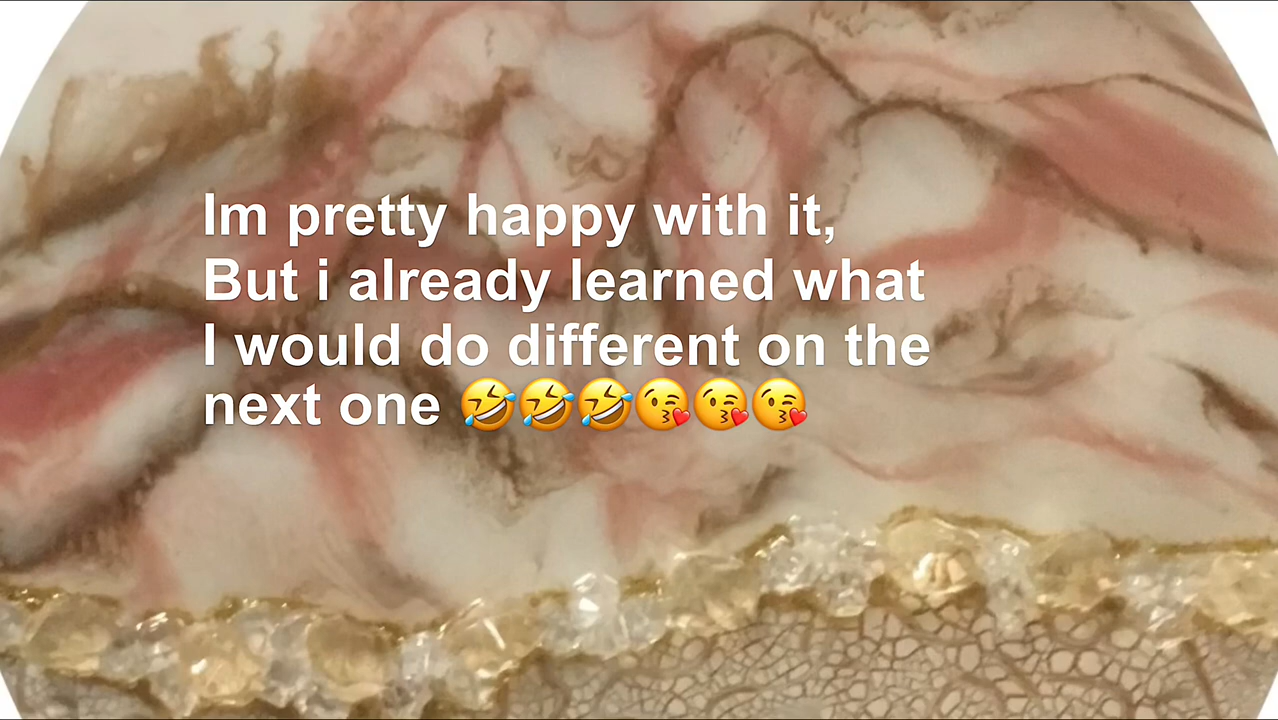 Im pretty happy with it,
But i already learned what
I would do different on the
next one 🤣🤣🤣😘😘😘